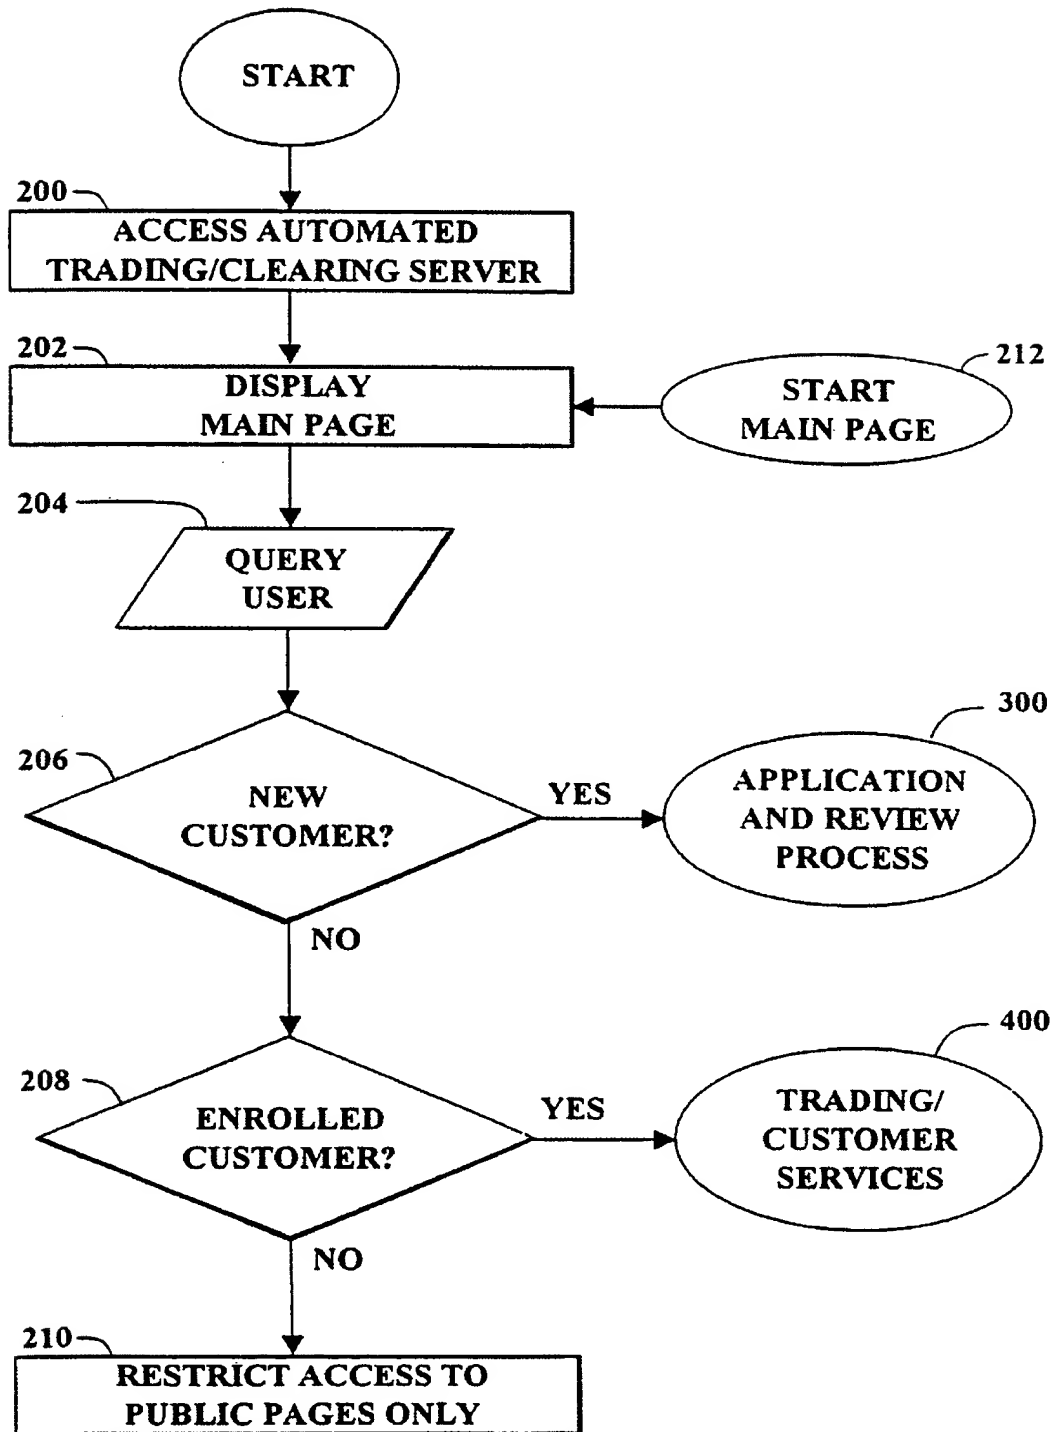 START
200
ACCESS AUTOMATED
TRADING/CLEARING SERVER
202
DISPLAY
MAIN PAGE
212
START
MAIN PAGE
204
QUERY
USER
206
NEW
CUSTOMER?
YES
300
APPLICATION
AND REVIEW
PROCESS
NO
208
ENROLLED
CUSTOMER?
YES
400
TRADING/
CUSTOMER
SERVICES
NO
210
RESTRICT ACCESS TO
PUBLIC PAGES ONLY